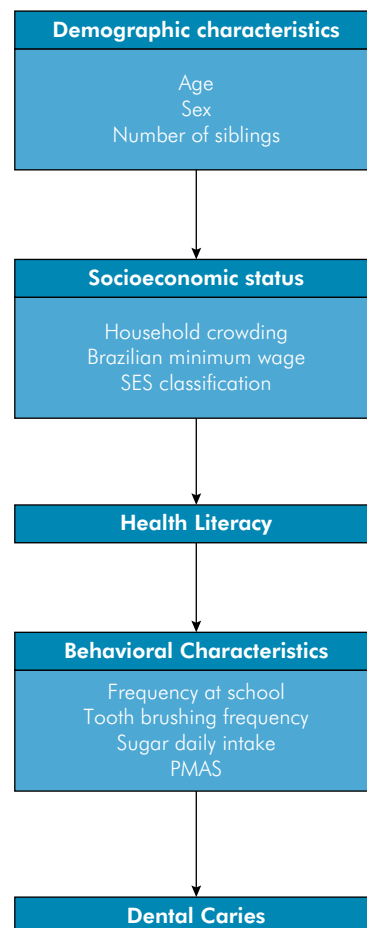 Demographic characteristics
Age
Sex
Number of siblings
Socioeconomic status
Household crowding
Brazilian minimum wage
SES classification
Health Literacy
Behavioral Characteristics
Frequency at school
Tooth brushing frequency
Sugar daily intake
PMAS
Dental Caries